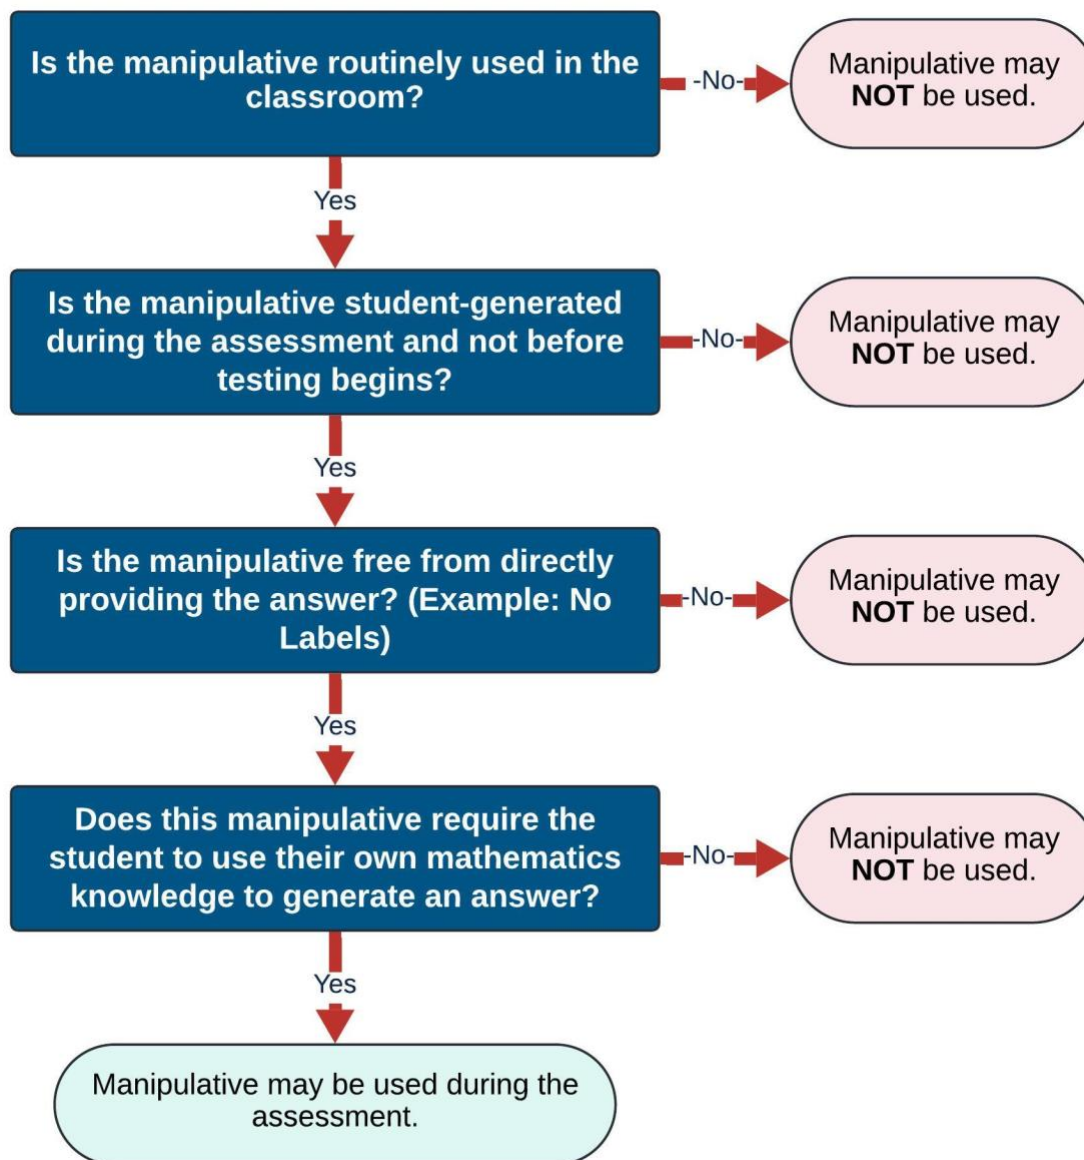 Is the manipulative routinely used in the
classroom?
-No-
Manipulative may
NOT be used.
Yes
Is the manipulative student-generated
during the assessment and not before
testing begins?
-No-
Manipulative may
NOT be used.
Yes
Is the manipulative free from directly
providing the answer? (Example: No
Labels)
-No-
Manipulative may
NOT be used.
Yes
Does this manipulative require the
student to use their own mathematics
knowledge to generate an answer?
-No-
Manipulative may
NOT be used.
Yes
Manipulative may be used during the
assessment.